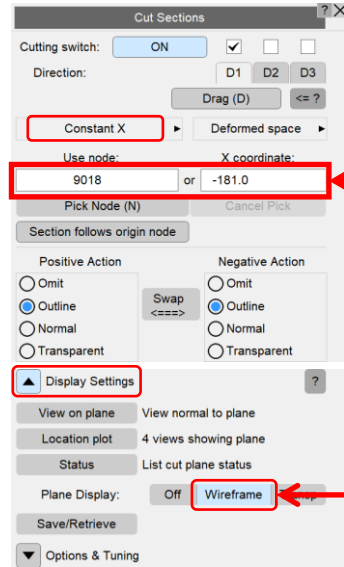 Cut Sections ? X
Cutting switch: ON
Direction: D1 D2 D3
Drag (D) <= ?
Constant X Deformed space
Use node: X coordinate:
9018 or -181.0
Pick Node (N) Cancel Pick
Section follows origin node
Positive Action Negative Action
Omit Omit
Outline Swap Outline
<===>
Normal Normal
Transparent Transparent
Display Settings ?
View on plane View normal to plane
Location plot 4 views showing plane
Status List cut plane status
Plane Display: Off Wireframe
Save/Retrieve
Options & Tuning